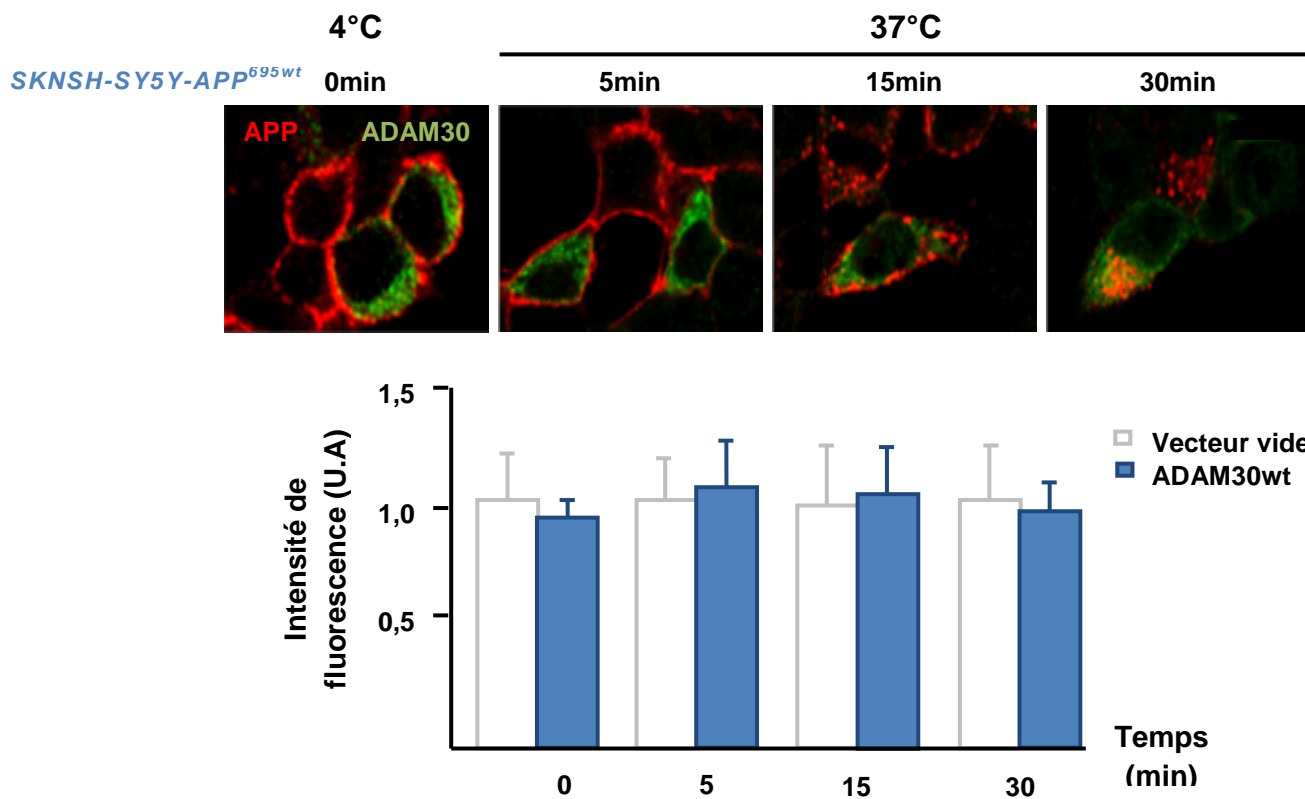 4°C 37°C
SKNSH-SY5Y-APP695wt 0min 5min 15min 30min
APP ADAM30
1,5
1,0
0,5
Intensité de
fluorescence (U.A)
Vecteur vide
ADAM30wt
0 5 15 30
Temps
(min)